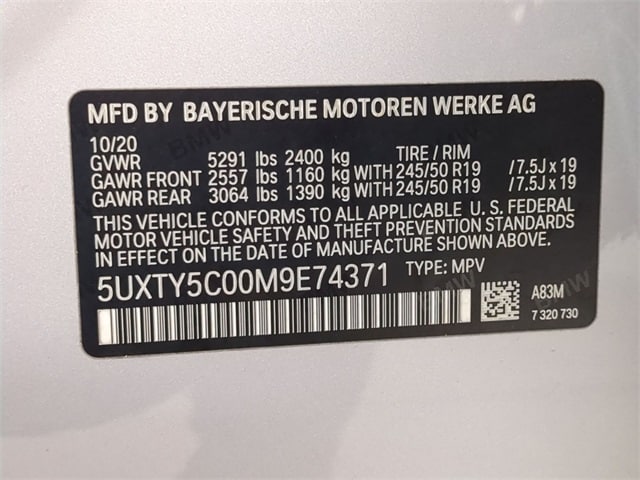 MFD BY BAYERISCHE MOTOREN WERKE AG
10/20
GVWR 5291 lbs 2400 kg TIRE / RIM
GAWR FRONT 2557 lbs 1160 kg WITH 245/50 R19 /7.5J x 19
GAWR REAR 3064 lbs 1390 kg WITH 245/50 R19 /7.5J x 19
THIS VEHICLE CONFORMS TO ALL APPLICABLE U. S. FEDERAL
MOTOR VEHICLE SAFETY AND THEFT PREVENTION STANDARDS
IN EFFECT ON DATE OF MANUFACTURE SHOWN ABOVE.
5UXTY5C00M9E74371 TYPE: MPV
A83M
7 320 730